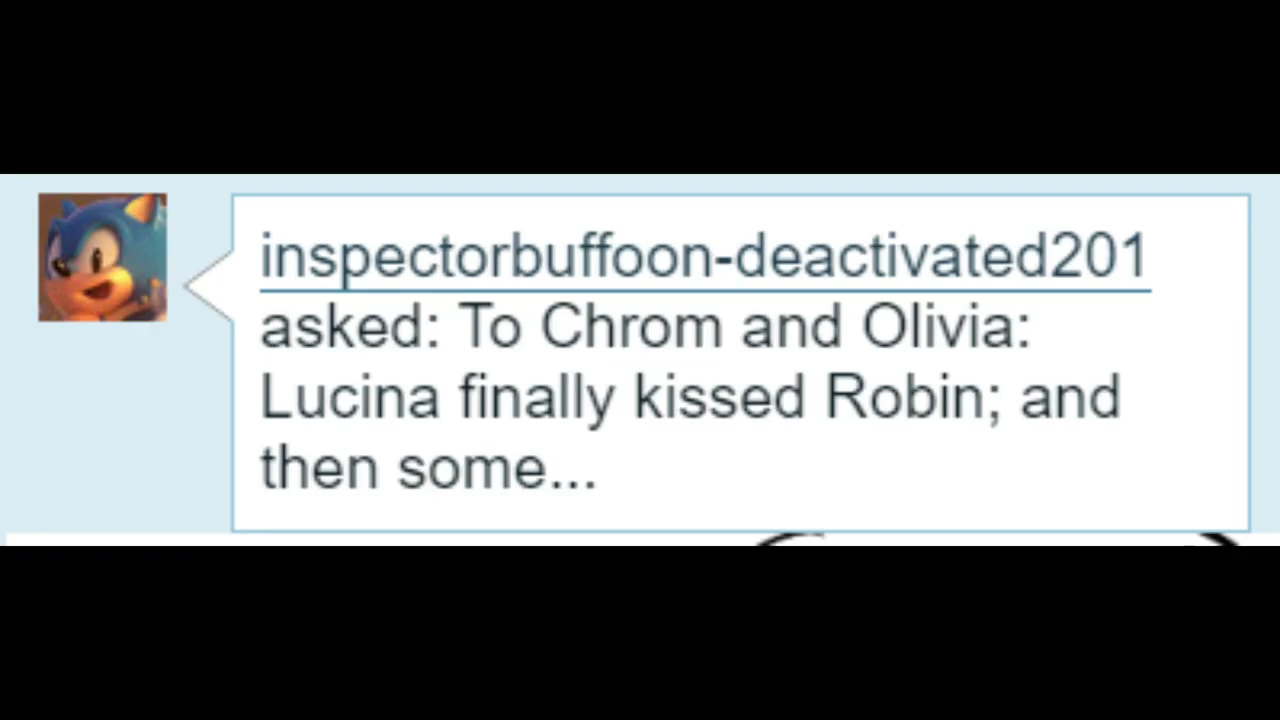 inspectorbuffoon-deactivated201
asked: To Chrom and Olivia:
Lucina finally kissed Robin; and
then some...